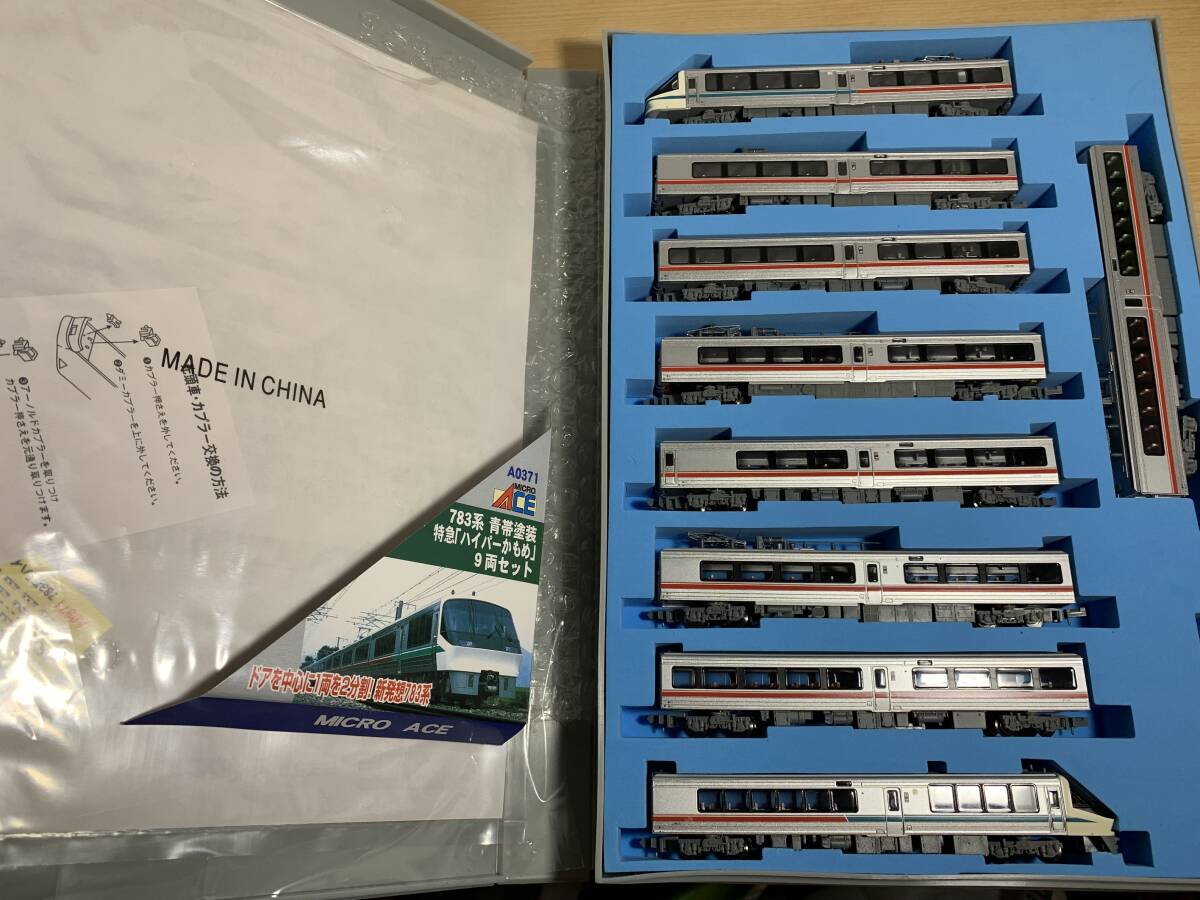 MADE IN CHINA
先頭車・カプラー交換の方法
❶カプラー押さえを外してください。
❷ダミーカプラーを上に外してください。
❸アーノルドカプラーを取りつけ
カプラー押さえを元通り取りつけます。
A0371
MICRO
ACE
783系 青帯塗装
特急「ハイパーかもめ」
9両セット
ドアを中心に1両を2分割！新発想783系
MICRO ACE